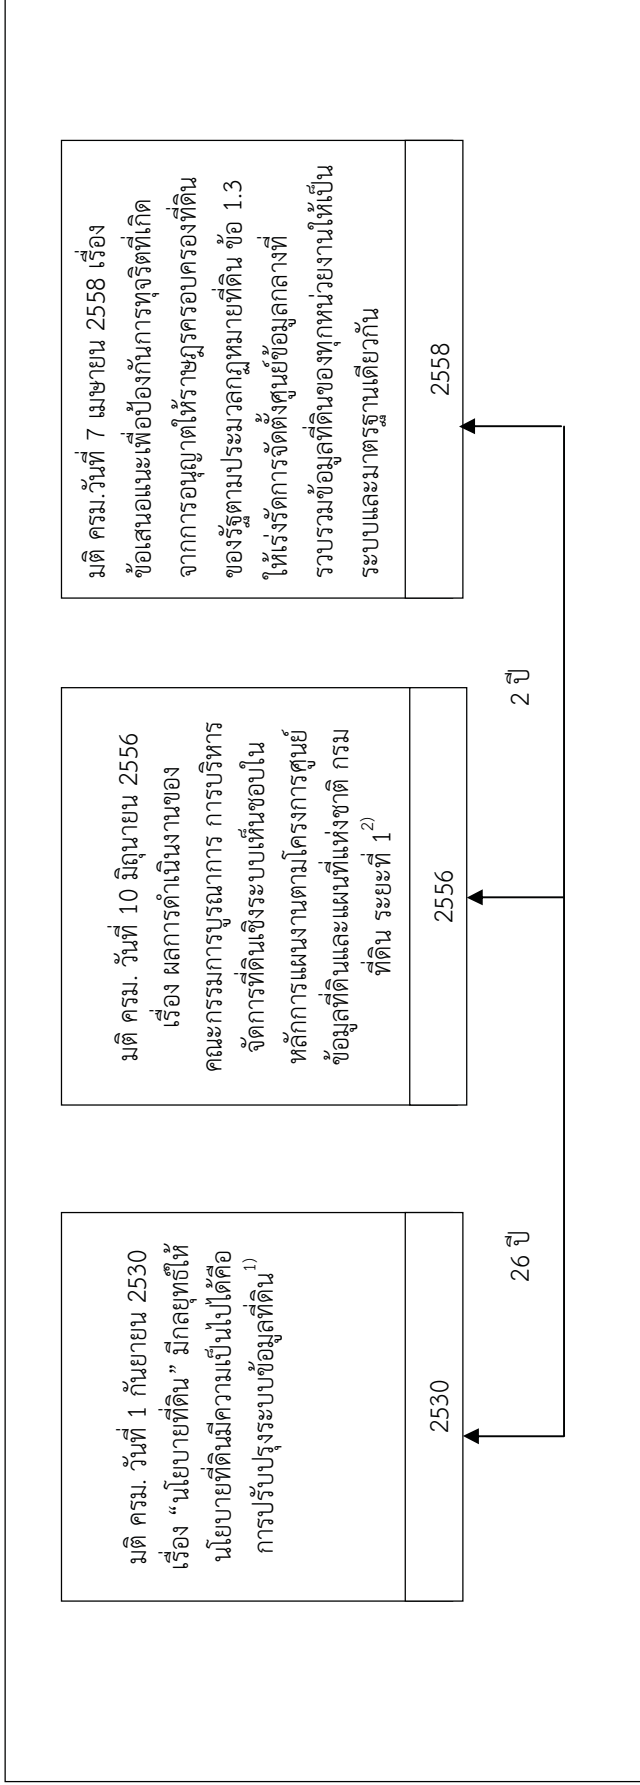 มติ ครม. วันที่ 1 กันยายน 2530
เรื่อง “นโยบายที่ดิน” มีกลยุทธ์ให้
นโยบายที่ดินมีความเป็นไปได้คือ
การปรับปรุงระบบข้อมูลที่ดิน1)
2530
26 ปี
มติ ครม. วันที่ 10 มิถุนายน 2556
เรื่อง ผลการดำเนินงานของ
คณะกรรมการบูรณาการ การบริหาร
จัดการที่ดินเชิงระบบเห็นชอบใน
หลักการแผนงานตามโครงการศูนย์
ข้อมูลที่ดินและแผนที่แห่งชาติ กรม
ที่ดิน ระยะที่ 12)
2556
2 ปี
มติ ครม.วันที่ 7 เมษายน 2558 เรื่อง
ข้อเสนอแนะเพื่อป้องกันการทุจริตที่เกิด
จากการอนุญาตให้ราษฎรครอบครองที่ดิน
ของรัฐตามประมวลกฎหมายที่ดิน ข้อ 1.3
ให้เร่งรัดการจัดตั้งศูนย์ข้อมูลกลางที่
รวบรวมข้อมูลที่ดินของทุกหน่วยงานให้เป็น
ระบบและมาตรฐานเดียวกัน
2558